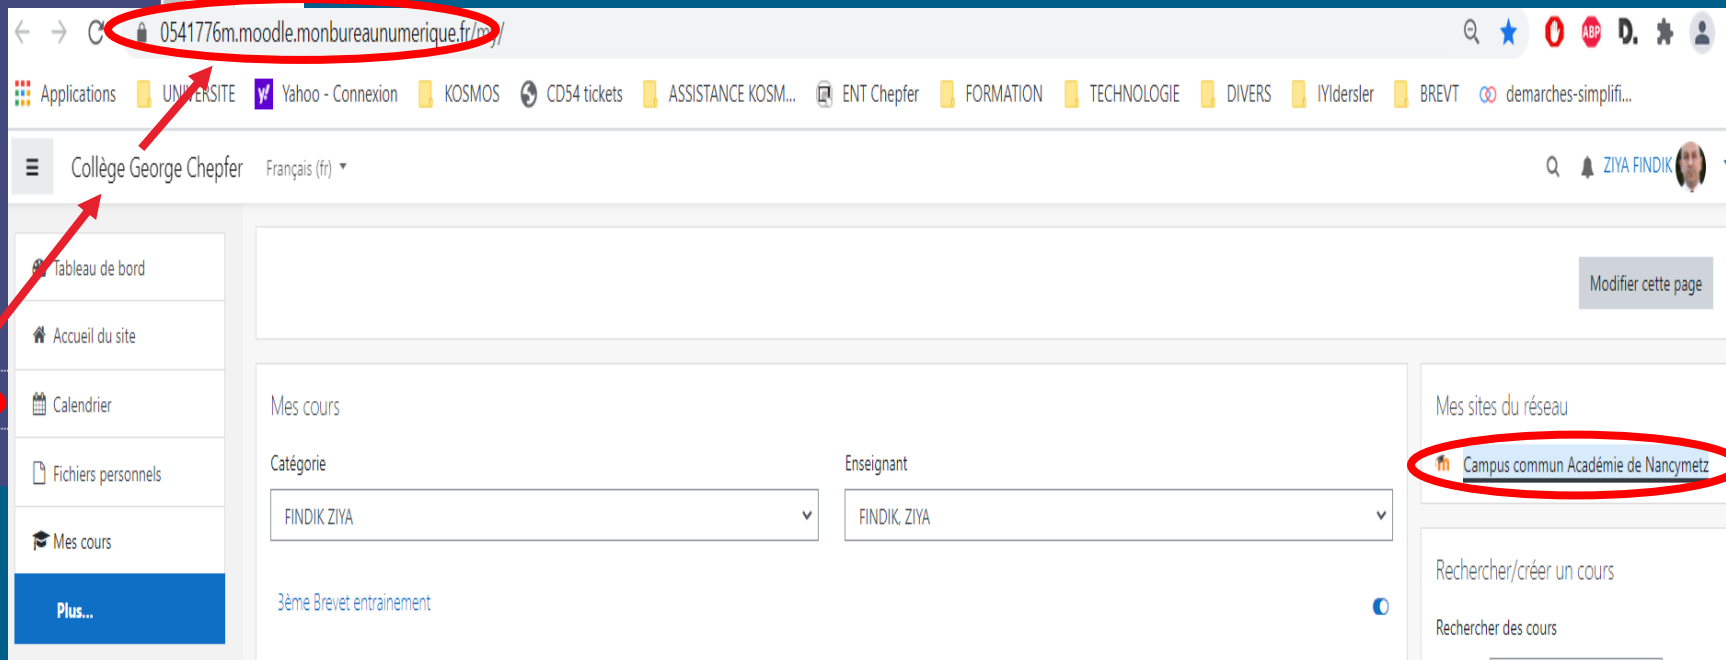 0541776m.moodle.monbureaunumerique.fr/my/
ABP D.
Applications UNIVERSITE Yahoo - Connexion KOSMOS CD54 tickets ASSISTANCE KOSM... ENT Chepfer FORMATION TECHNOLOGIE DIVERS IYIdersler BREVT demarches-simplifi...
Collège George Chepfer Français (fr) ZIYA FINDIK
Tableau de bord
Modifier cette page
Accueil du site
Calendrier
Fichiers personnels
Mes cours
Plus...
Mes cours
Catégorie Enseignant
FINDIK ZIYA FINDIK, ZIYA
3ème Brevet entrainement
Mes sites du réseau
Campus commun Académie de Nancymetz
Rechercher/créer un cours
Rechercher des cours